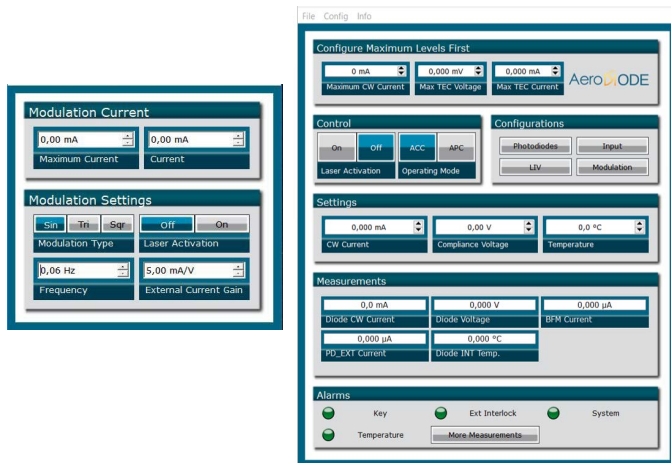 Modulation Current
0,00 mA 0,00 mA
Maximum Current Current
Modulation Settings
Sin Tri Sqr Off On
Modulation Type Laser Activation
0,06 Hz 5,00 mA/V
Frequency External Current Gain
File Config Info
Configure Maximum Levels First
0 mA 0,000 mV 0,000 mA
Maximum CW Current Max TEC Voltage Max TEC Current
AeroDIODE
Control
On Off ACC APC
Laser Activation Operating Mode
Configurations
Photodiodes Input
LIV Modulation
Settings
0,000 mA 0,00 V 0,0 °C
CW Current Compliance Voltage Temperature
Measurements
0,0 mA 0,000 V 0,000 µA
Diode CW Current Diode Voltage BFM Current
0,000 µA 0,000 °C
PD_EXT Current Diode INT Temp.
Alarms
Key Ext Interlock System
Temperature More Measurements